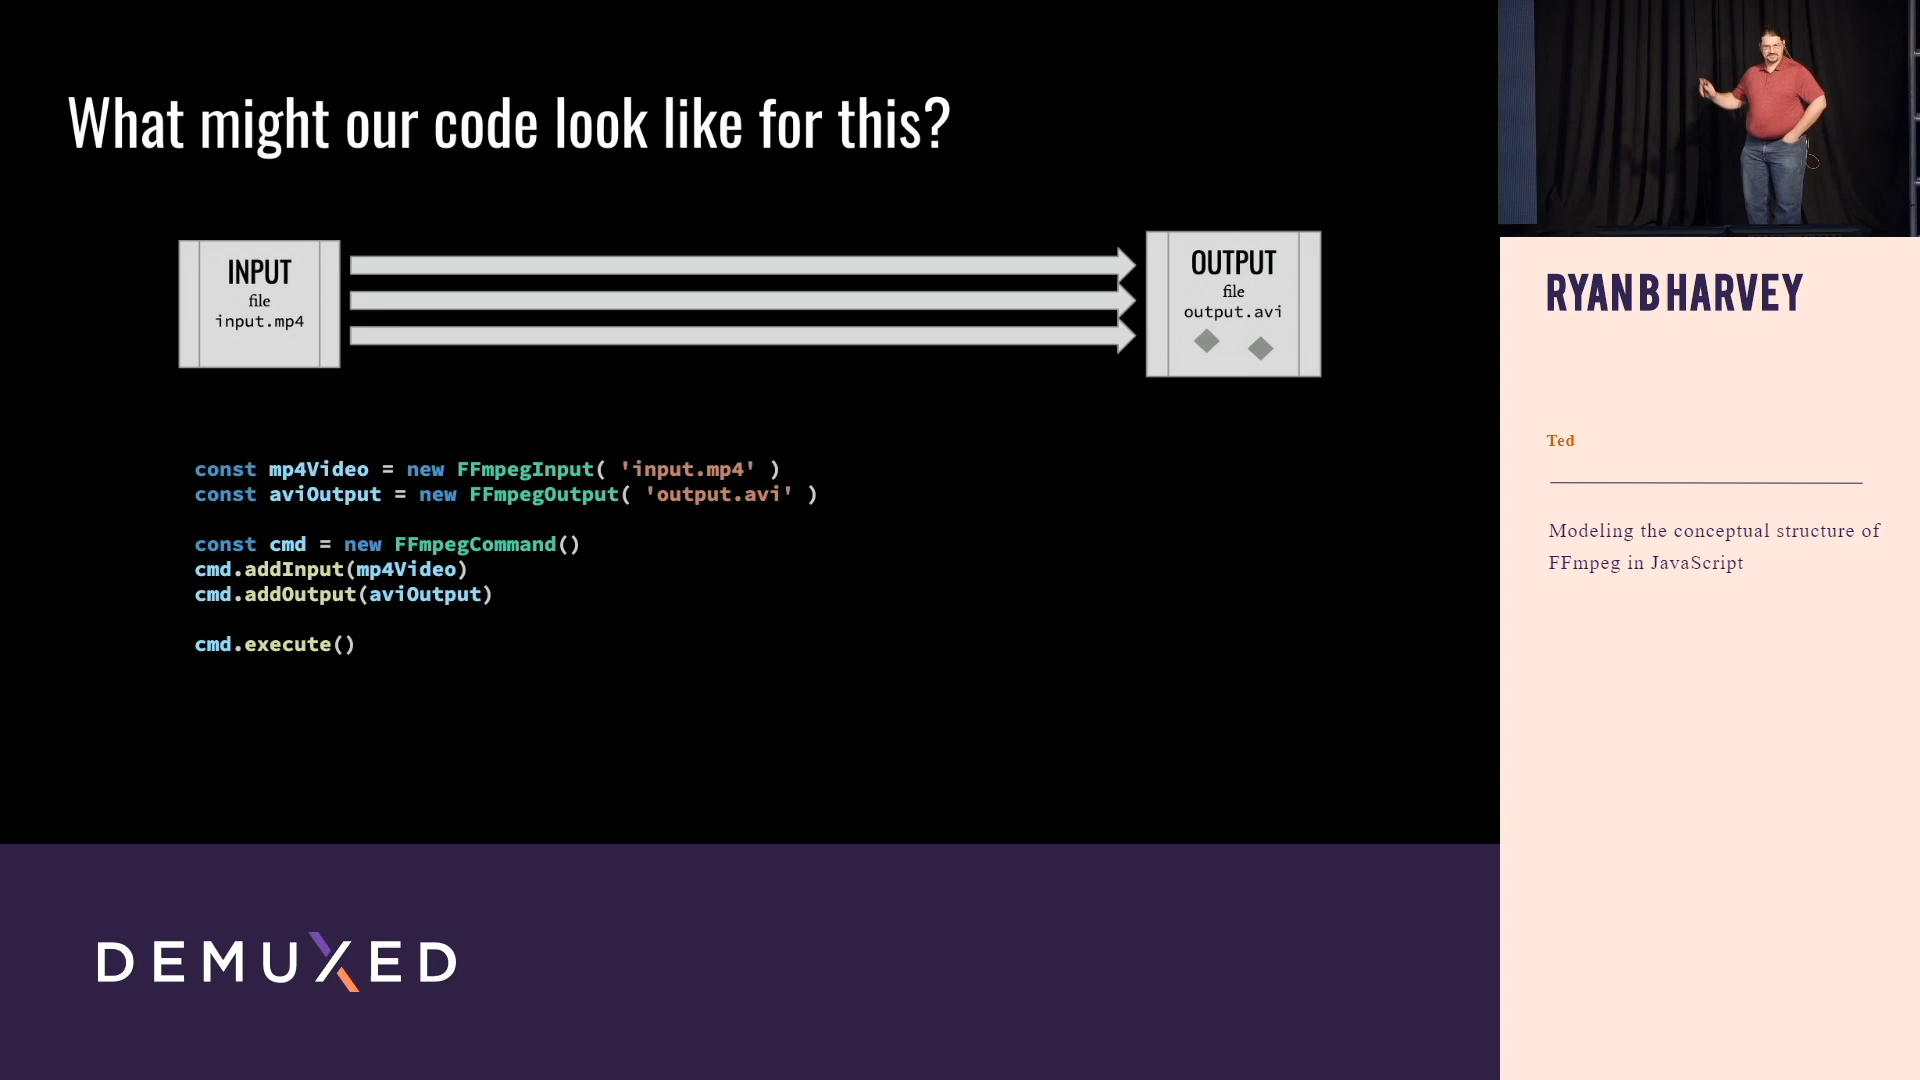 What might our code look like for this?
INPUT
file
input.mp4
OUTPUT
file
output.avi
const mp4Video = new FFmpegInput( 'input.mp4' )
const aviOutput = new FFmpegOutput( 'output.avi' )
const cmd = new FFmpegCommand()
cmd.addInput(mp4Video)
cmd.addOutput(aviOutput)
cmd.execute()
DEMUXED
RYAN B HARVEY
Ted
Modeling the conceptual structure of
FFmpeg in JavaScript